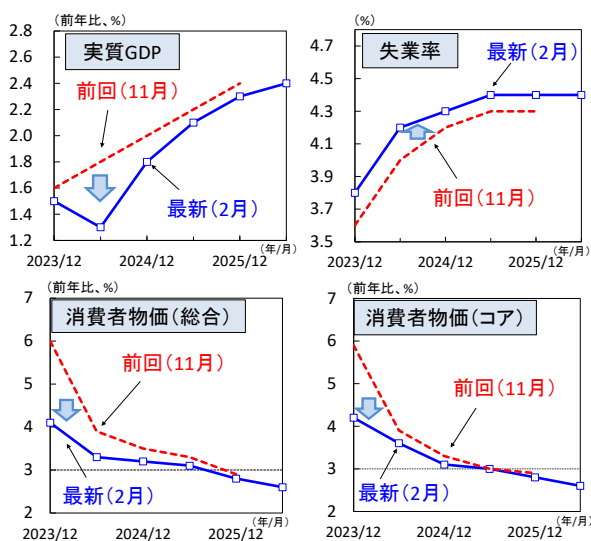 (前年比、%)
実質GDP
2.8
2.6
2.4
2.2
2.0
1.8
1.6
1.4
1.2
前回(11月)
最新(2月)
(年/月)
2023/12
2024/12
2025/12
(%)
失業率
4.7
4.5
4.3
4.1
3.9
3.7
3.5
最新(2月)
前回(11月)
(年/月)
2023/12
2024/12
2025/12
(前年比、%)
消費者物価(総合)
7
6
5
4
3
2
前回(11月)
最新(2月)
(年/月)
2023/12
2024/12
2025/12
(前年比、%)
消費者物価(コア)
7
6
5
4
3
2
前回(11月)
最新(2月)
(年/月)
2023/12
2024/12
2025/12